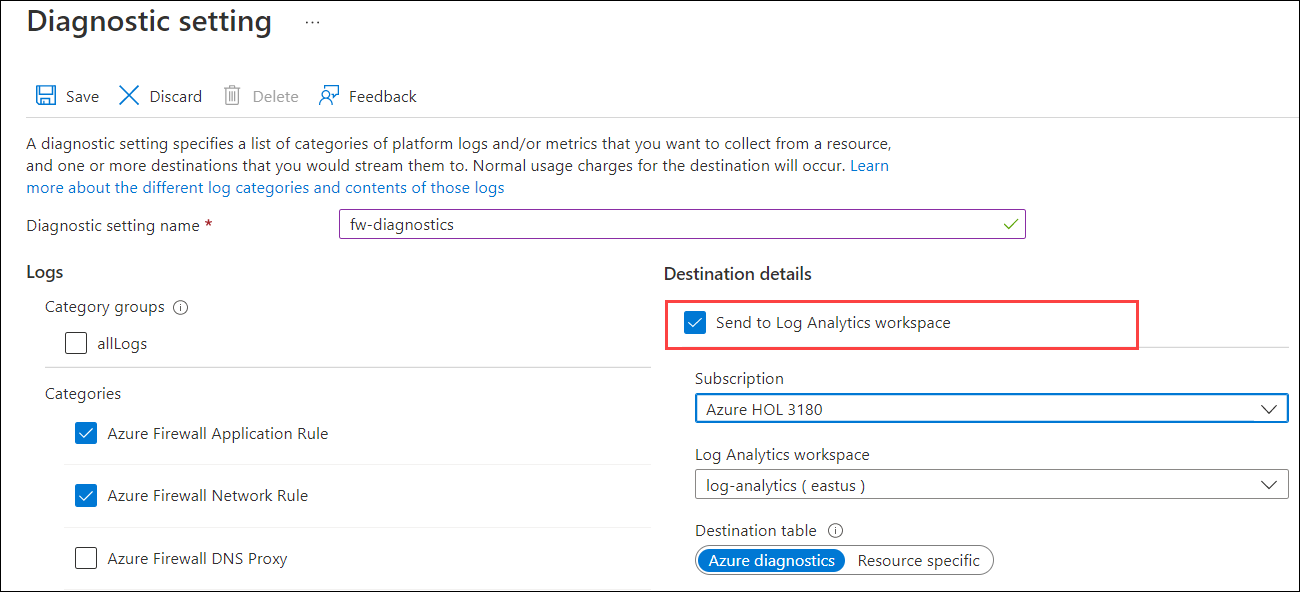 Diagnostic setting ...
Save Discard Delete Feedback
A diagnostic setting specifies a list of categories of platform logs and/or metrics that you want to collect from a resource,
and one or more destinations that you would stream them to. Normal usage charges for the destination will occur. Learn
more about the different log categories and contents of those logs
Diagnostic setting name *
fw-diagnostics
Logs
Category groups
allLogs
Categories
Azure Firewall Application Rule
Azure Firewall Network Rule
Azure Firewall DNS Proxy
Destination details
Send to Log Analytics workspace
Subscription
Azure HOL 3180
Log Analytics workspace
log-analytics ( eastus )
Destination table
Azure diagnostics Resource specific